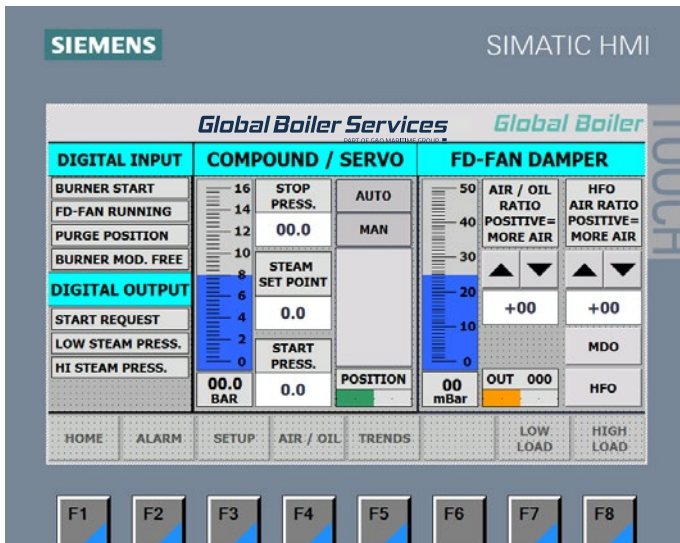 SIEMENS
SIMATIC HMI
TOUCH
Global Boiler Services
PART OF G&O MARITIME GROUP
Global Boiler
DIGITAL INPUT
BURNER START
FD-FAN RUNNING
PURGE POSITION
BURNER MOD. FREE
DIGITAL OUTPUT
START REQUEST
LOW STEAM PRESS.
HI STEAM PRESS.
COMPOUND / SERVO
16
14
12
10
8
6
4
2
0
00.0
BAR
STOP
PRESS.
00.0
STEAM
SET POINT
0.0
START
PRESS.
0.0
AUTO
MAN
POSITION
FD-FAN DAMPER
50
40
30
20
10
0
00
mBar
AIR / OIL
RATIO
POSITIVE=
MORE AIR
+00
OUT 000
HFO
AIR RATIO
POSITIVE=
MORE AIR
+00
MDO
HFO
HOME
ALARM
SETUP
AIR / OIL
TRENDS
LOW
LOAD
HIGH
LOAD
F1
F2
F3
F4
F5
F6
F7
F8